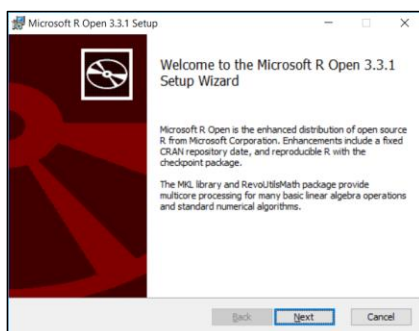 Microsoft R Open 3.3.1 Setup
Welcome to the Microsoft R Open 3.3.1
Setup Wizard
Microsoft R Open is the enhanced distribution of open source
R from Microsoft Corporation. Enhancements include a fixed
CRAN repository date, and reproducible R with the
checkpoint package.
The MKL library and RevoUtilsMath package provide
multicore processing for many basic linear algebra operations
and standard numerical algorithms.
Back Next Cancel